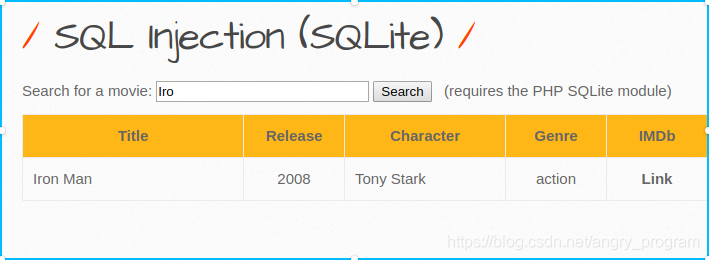 / SQL Injection (SQLite) /
Search for a movie: Iro Search (requires the PHP SQLite module)
Title Release Character Genre IMDb
Iron Man 2008 Tony Stark action Link
https://blog.csdn.net/angry_program